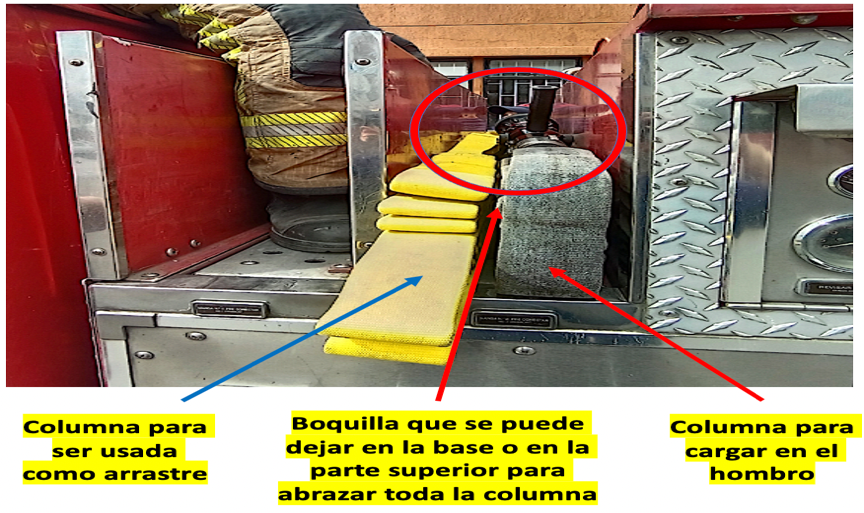 Columna para
ser usada
como arrastre
Boquilla que se puede
dejar en la base o en la
parte superior para
abrazar toda la columna
Columna para
cargar en el
hombro